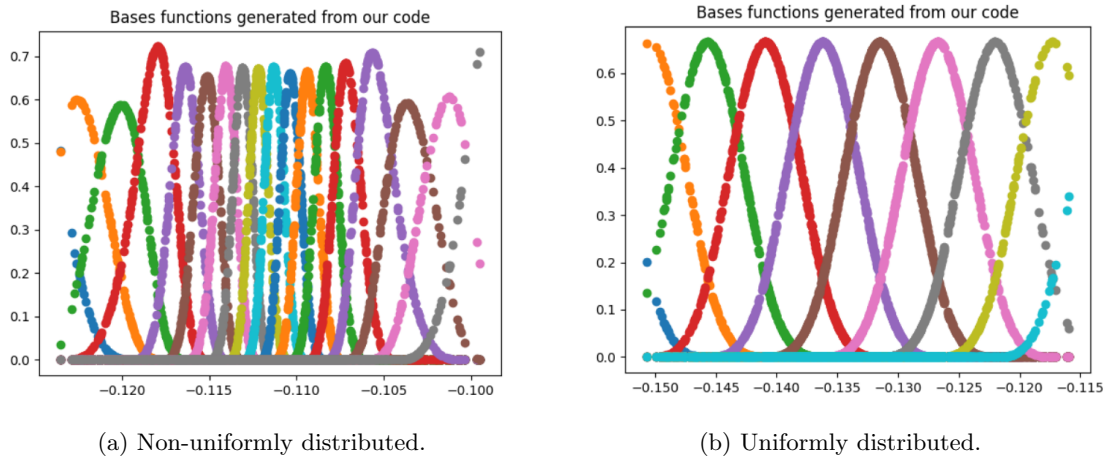 Bases functions generated from our code
0.7
0.6
0.5
0.4
0.3
0.2
0.1
0.0
−0.120 −0.115 −0.110 −0.105 −0.100
(a) Non-uniformly distributed.
Bases functions generated from our code
0.6
0.5
0.4
0.3
0.2
0.1
0.0
−0.150 −0.145 −0.140 −0.135 −0.130 −0.125 −0.120 −0.115
(b) Uniformly distributed.